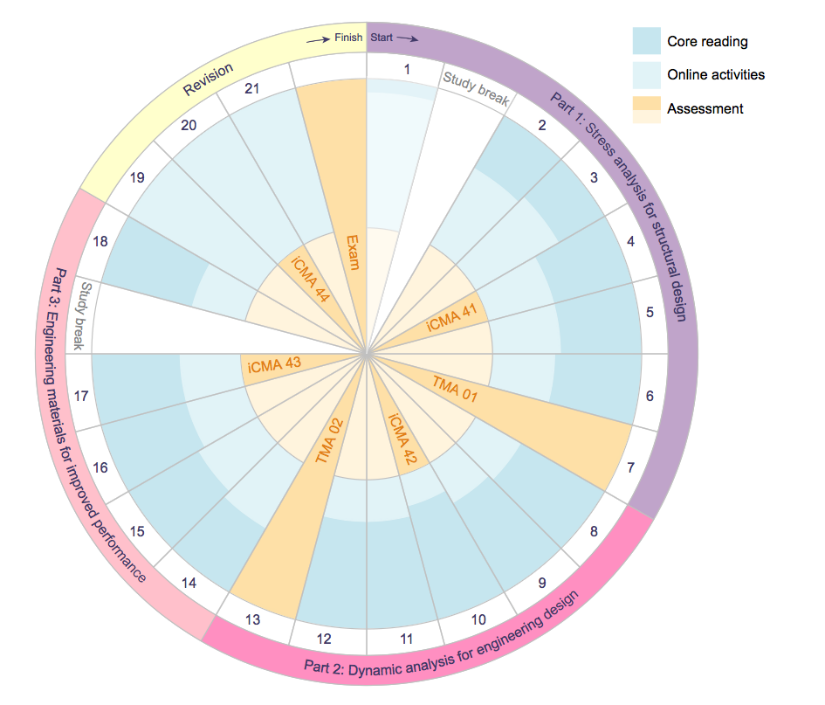 Finish
Start
Core reading
Online activities
Assessment
1
Study break
Part 1: Stress analysis for structural design
2
3
4
5
6
7
Part 2: Dynamic analysis for engineering design
8
9
10
11
12
13
Part 3: Engineering materials for improved performance
14
15
16
17
Study break
18
Revision
19
20
21
iCMA 41
TMA 01
iCMA 42
TMA 02
iCMA 43
iCMA 44
Exam